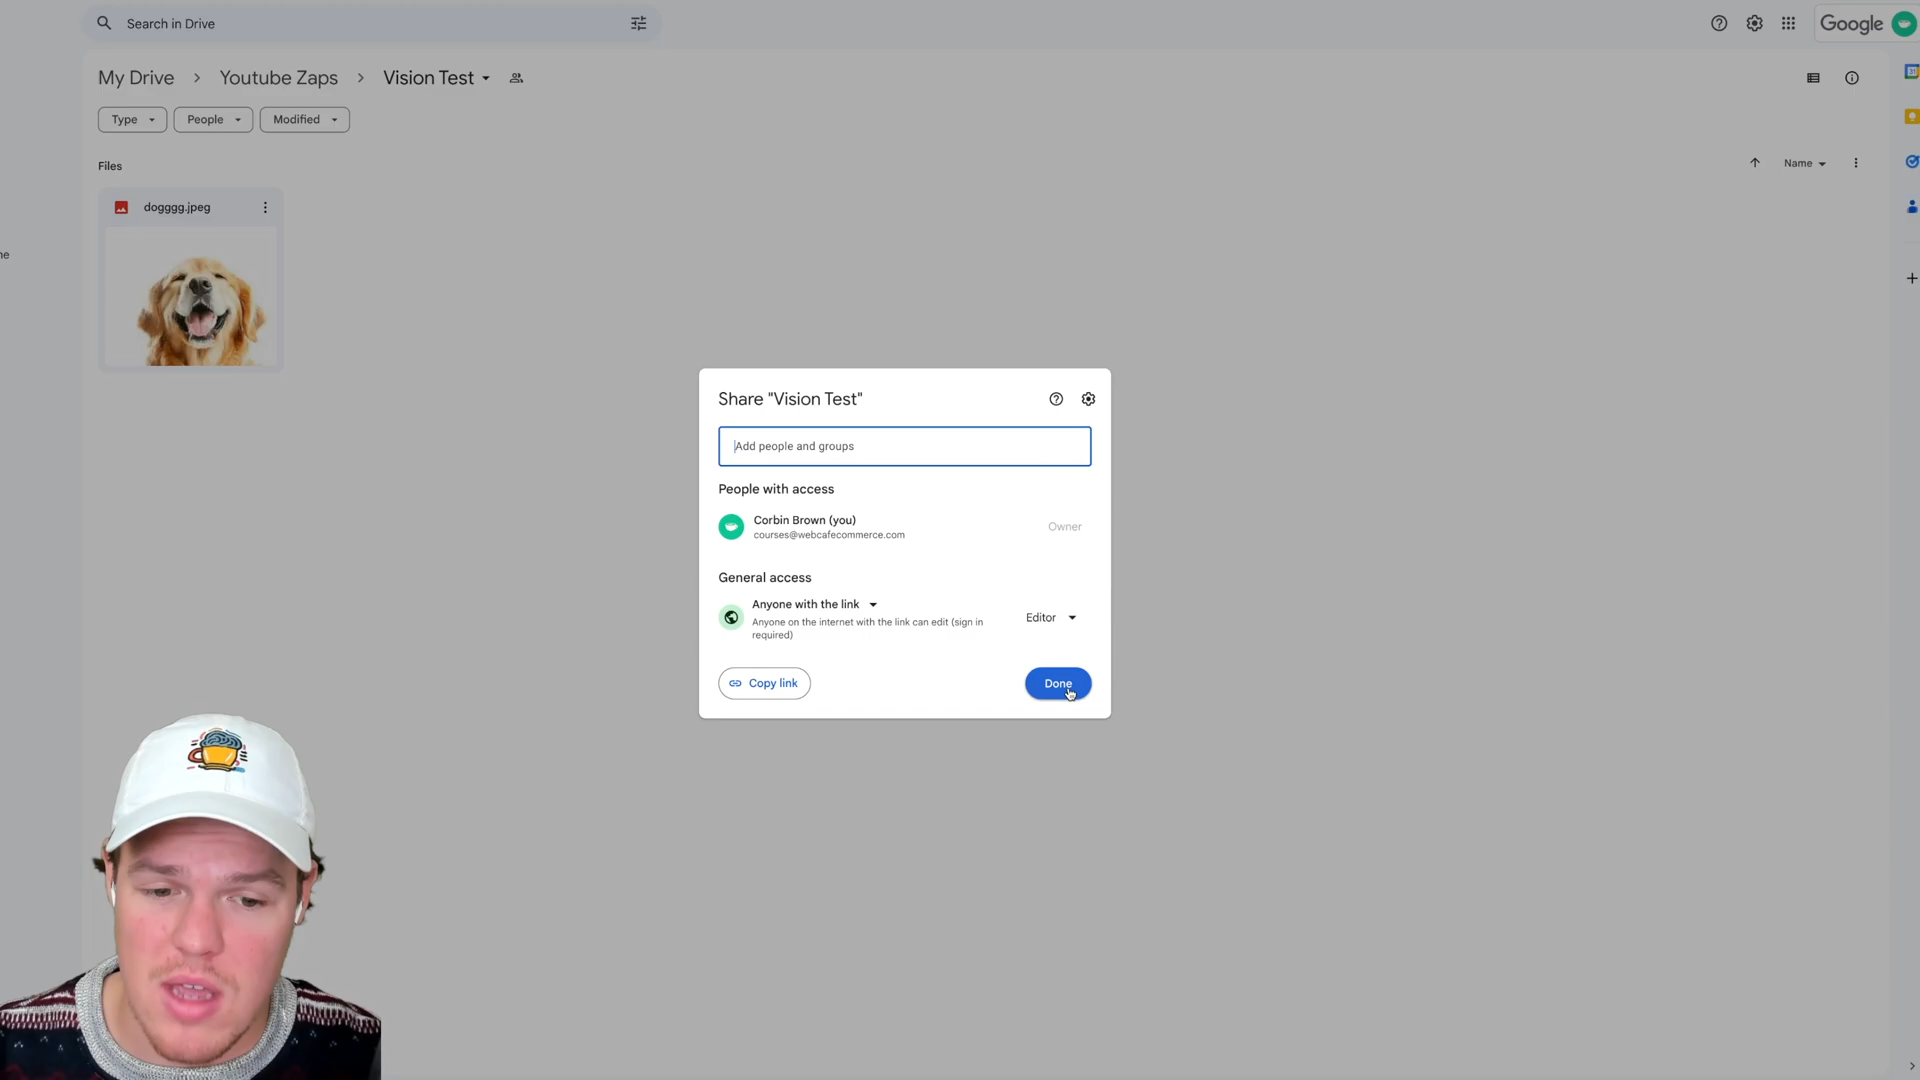 Search in Drive
Google
My Drive > Youtube Zaps > Vision Test
Type
People
Modified
Files
Name
dogggg.jpeg
ne
Share "Vision Test"
Add people and groups
People with access
Corbin Brown (you)
courses@webcafecommerce.com
Owner
General access
Anyone with the link
Anyone on the internet with the link can edit (sign in
required)
Editor
Copy link
Done